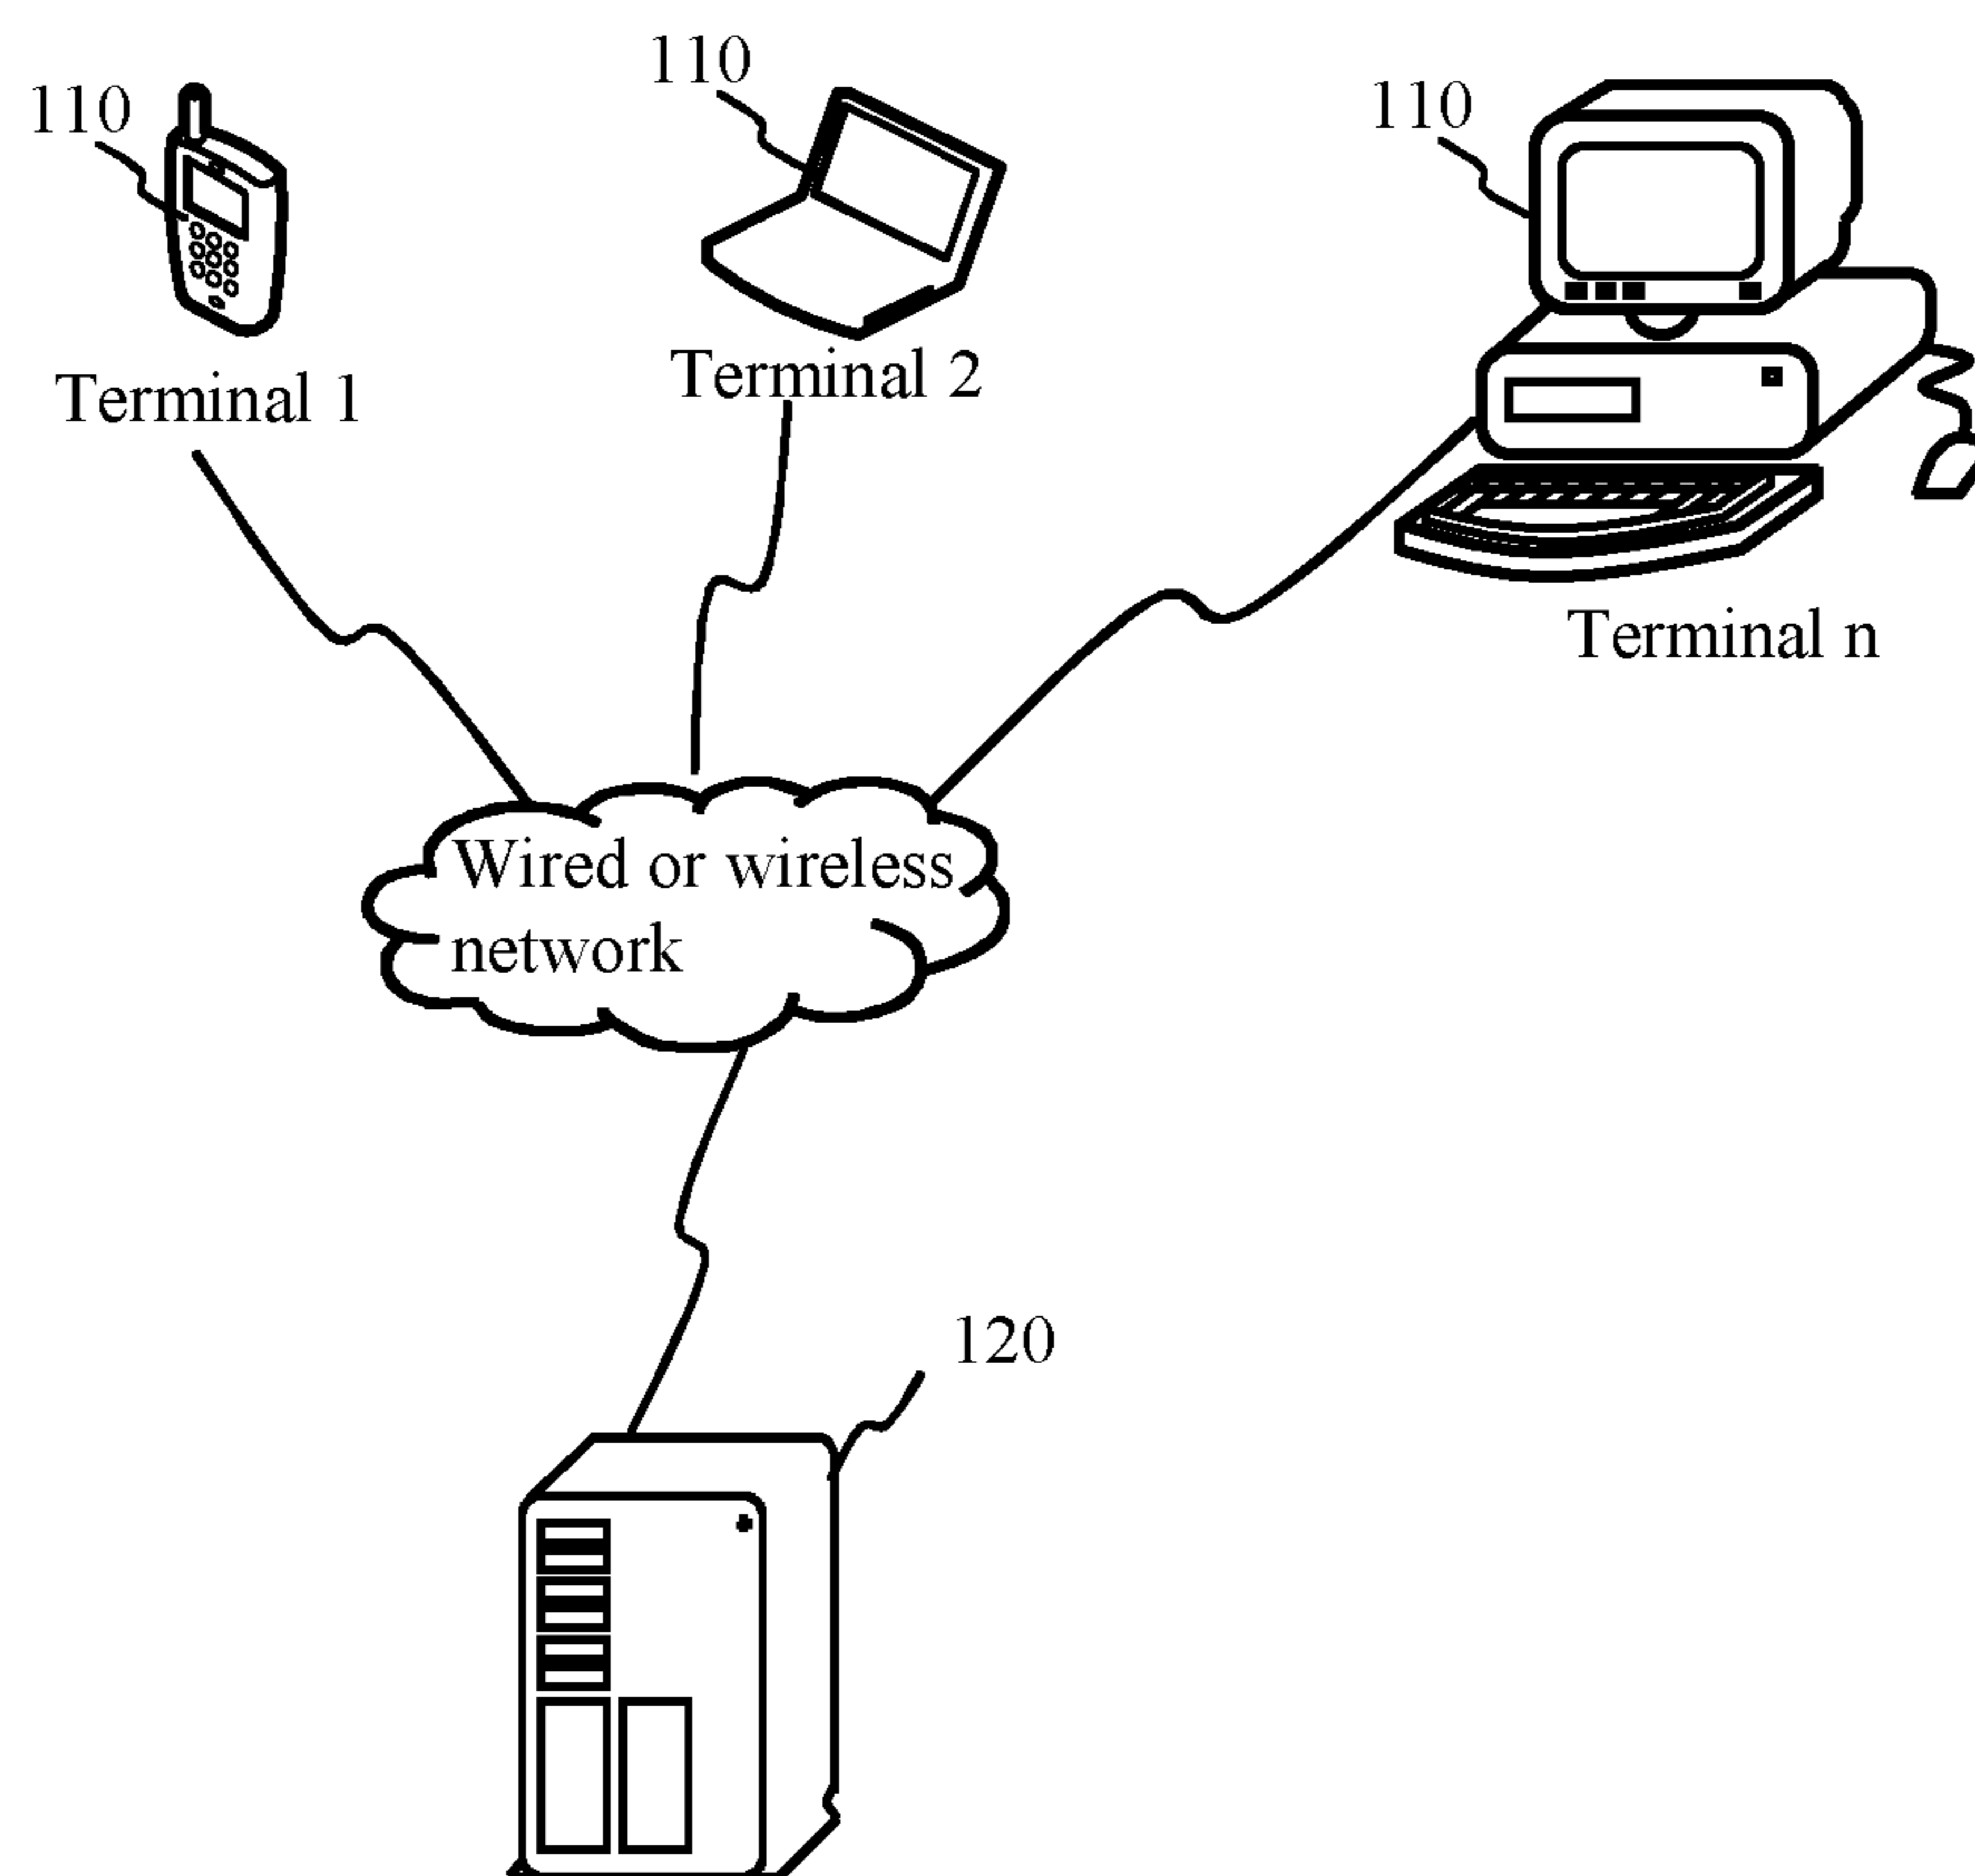 110
110
110
Terminal 1
Terminal 2
Terminal n
Wired or wireless
network
120